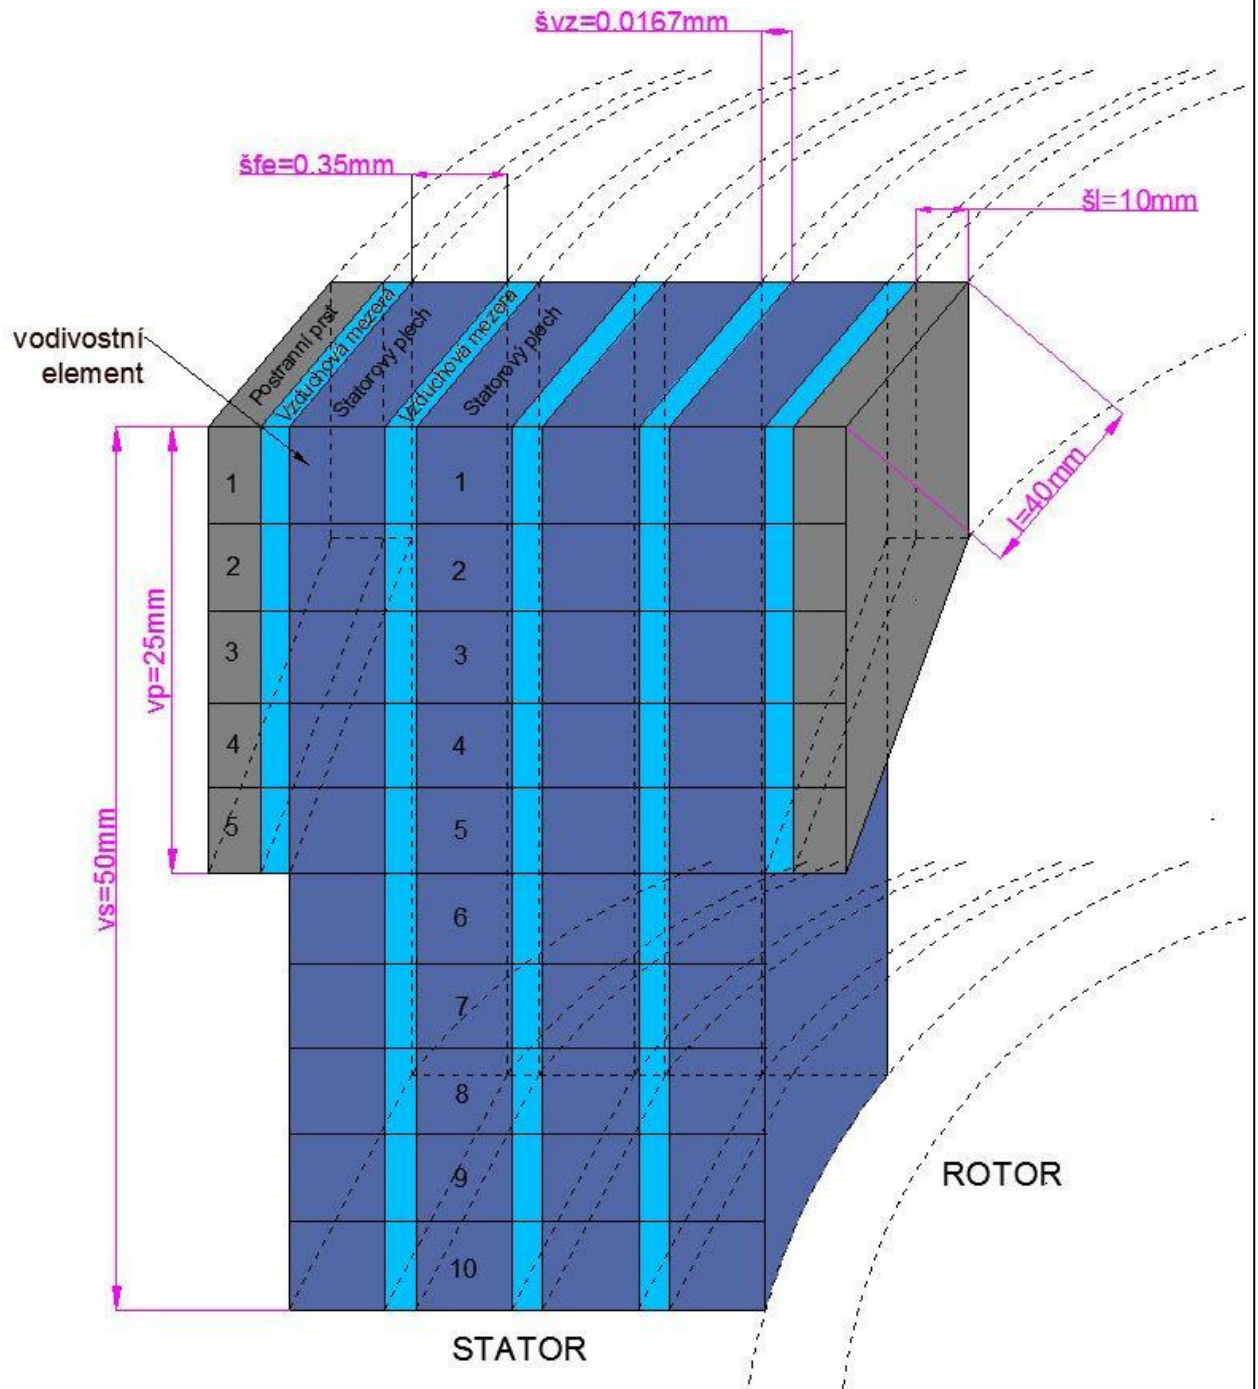 švz=0.0167mm
šfe=0.35mm
šl=10mm
vodivostní
element
Postranní prst
Vzduchová mezera
Statorový plech
Vzduchová mezera
Statorový plech
l=40mm
1
1
2
2
3
3
4
4
5
5
6
7
8
9
10
vp=25mm
vs=50mm
ROTOR
STATOR